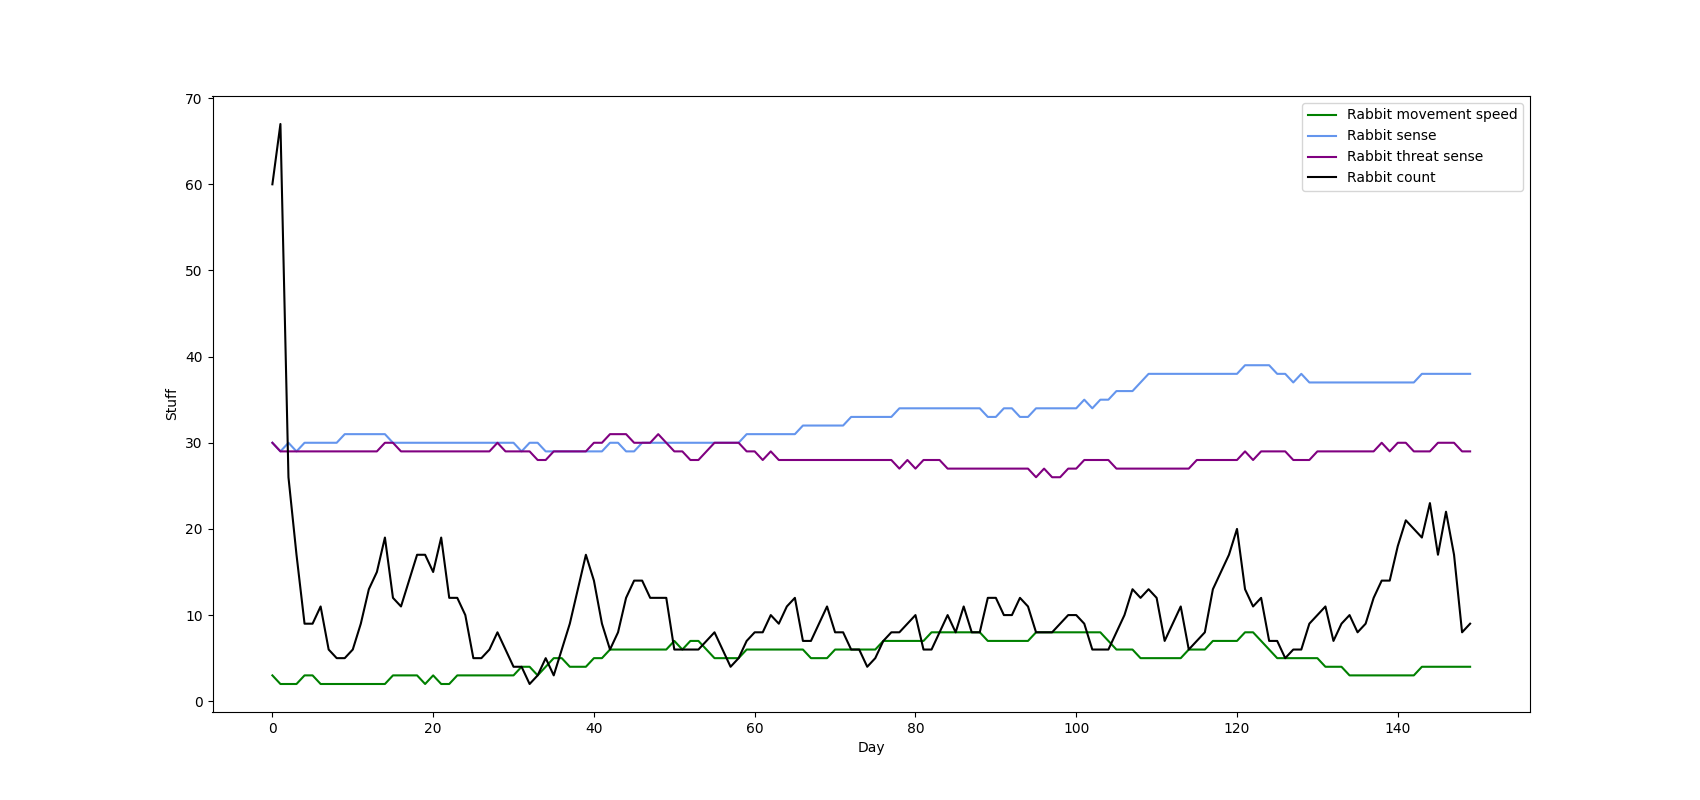 70
60
50
40
30
20
10
0
Stuff
0 20 40 60 80 100 120 140
Day
Rabbit movement speed
Rabbit sense
Rabbit threat sense
Rabbit count